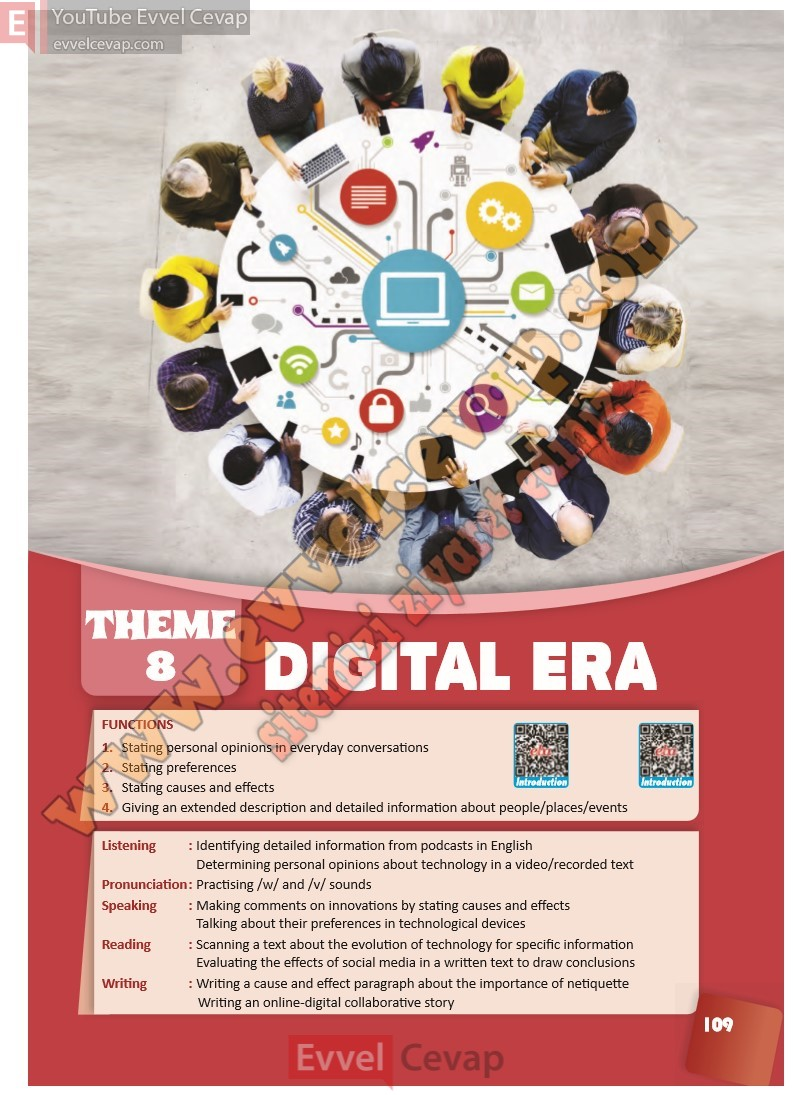 E
YouTube Evvel Cevap
evvelcevap.com
www.evvelcevap.com
sitemizi ziyaret ediniz
THEME
8
DIGITAL ERA
FUNCTIONS
1. Stating personal opinions in everyday conversations
2. Stating preferences
3. Stating causes and effects
4. Giving an extended description and detailed information about people/places/events
eba
Introduction
eba
Introduction
Listening : Identifying detailed information from podcasts in English
Determining personal opinions about technology in a video/recorded text
Pronunciation : Practising /w/ and /v/ sounds
Speaking : Making comments on innovations by stating causes and effects
Talking about their preferences in technological devices
Reading : Scanning a text about the evolution of technology for specific information
Evaluating the effects of social media in a written text to draw conclusions
Writing : Writing a cause and effect paragraph about the importance of netiquette
Writing an online-digital collaborative story
109
Evvel Cevap